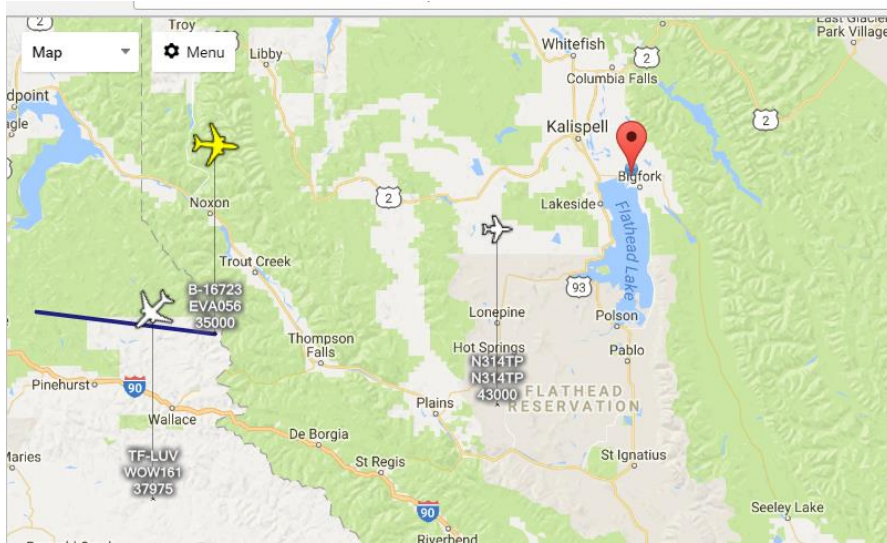 Troy
2
East Glacier
Park Village
Map
Menu
Libby
Whitefish
2
Columbia Falls
dpoint
agle
2
Kalispell
Bigfork
2
Noxon
Lakeside
Flathead Lake
Trout Creek
93
B-16723
EVA056
35000
Lonepine
Polson
Thompson
Falls
Hot Springs
Pablo
N314TP
N314TP
43000
FLATHEAD
RESERVATION
Pinehurst
90
Plains
Wallace
De Borgia
TF-LUV
WOW161
37975
Maries
St Regis
St Ignatius
90
Seeley Lake
Riverbend